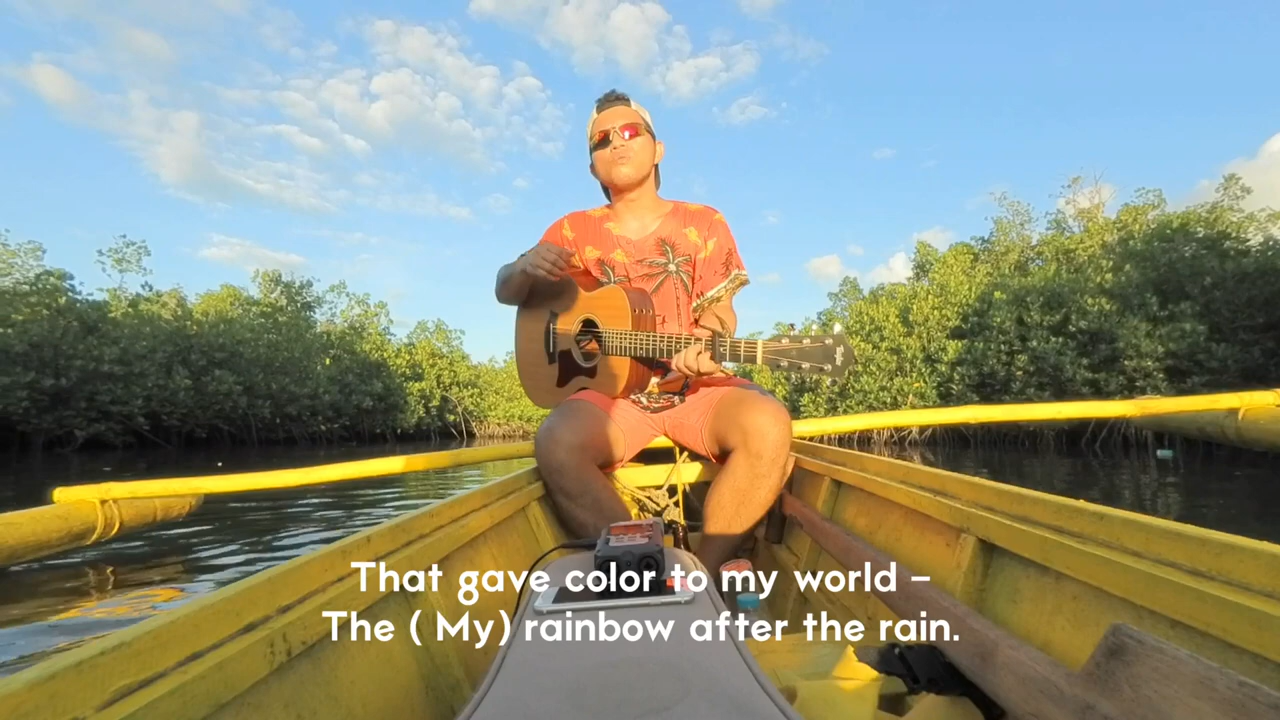 That gave color to my world –
The ( My) rainbow after the rain.